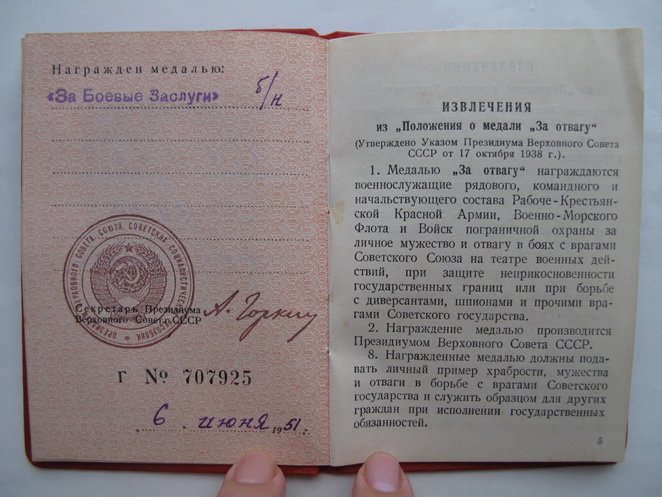 Награжден медалью:
«За Боевые Заслуги» б/н
Секретарь Президиума
Верховного Совета СССР
А. Горкин
Г № 707925
6 июня 1951 г.
ИЗВЛЕЧЕНИЯ
из „Положения о медали „За отвагу“
(Утверждено Указом Президиума Верховного Совета
СССР от 17 октября 1938 г.).
1. Медалью „За отвагу“ награждаются
военнослужащие рядового, командного и
начальствующего состава Рабоче-Крестьян-
ской Красной Армии, Военно-Морского
Флота и Войск пограничной охраны за
личное мужество и отвагу в боях с врагами
Советского Союза на театре военных дей-
ствий, при защите неприкосновенности
государственных границ или при борьбе
с диверсантами, шпионами и прочими вра-
гами Советского государства.
2. Награждение медалью производится
Президиумом Верховного Совета СССР.
8. Награжденные медалью должны пода-
вать личный пример храбрости, мужества
и отваги в борьбе с врагами Советского
государства и служить образцом для других
граждан при исполнении государственных
обязанностей.
5